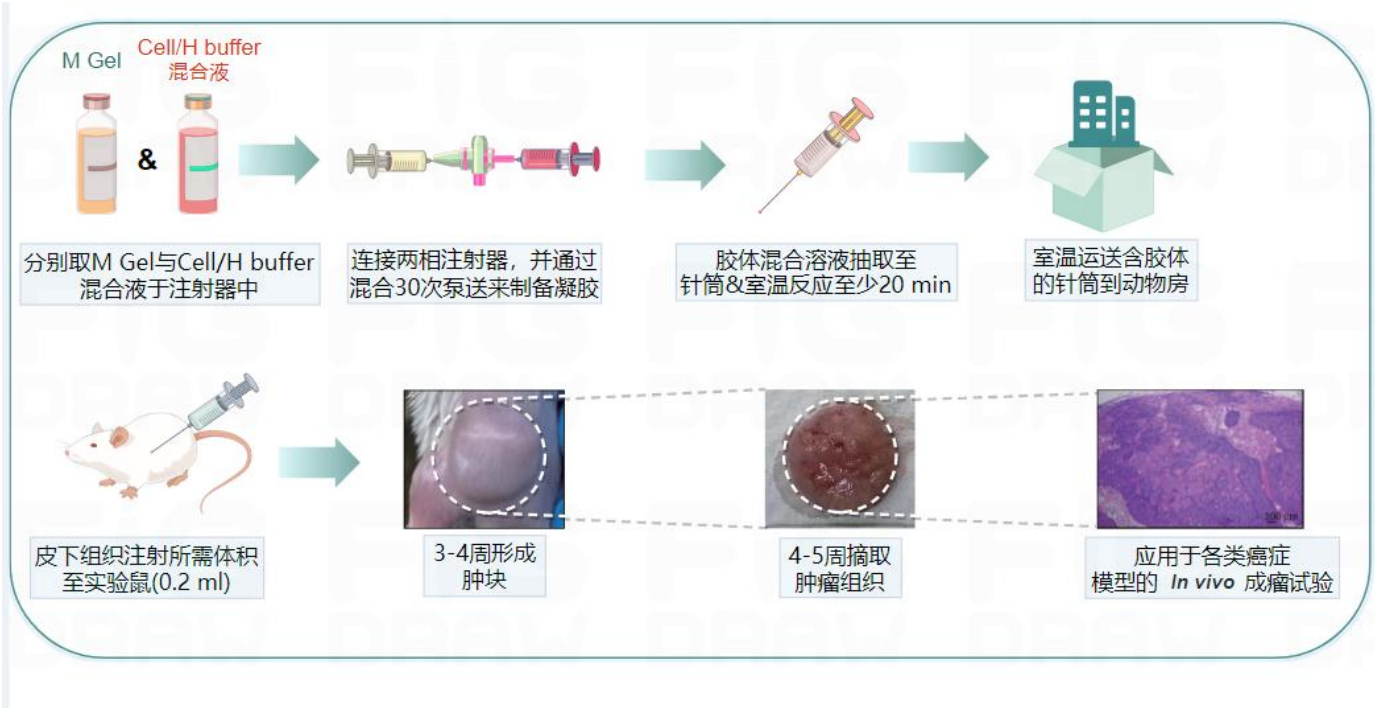 M Gel
Cell/H buffer
混合液
&
分别取M Gel与Cell/H buffer
混合液于注射器中
连接两相注射器，并通过
混合30次泵送来制备凝胶
胶体混合溶液抽取至
针筒&室温反应至少20 min
室温运送含胶体
的针筒到动物房
皮下组织注射所需体积
至实验鼠(0.2 ml)
3-4周形成
肿块
4-5周摘取
肿瘤组织
应用于各类癌症
模型的 In vivo 成瘤试验
FIG
DRAW